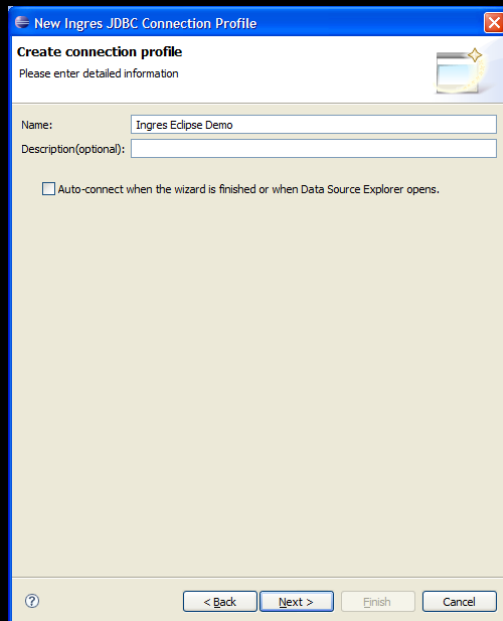 New Ingres JDBC Connection Profile
Create connection profile
Please enter detailed information
Name: Ingres Eclipse Demo
Description(optional):
Auto-connect when the wizard is finished or when Data Source Explorer opens.
? < Back Next > Finish Cancel